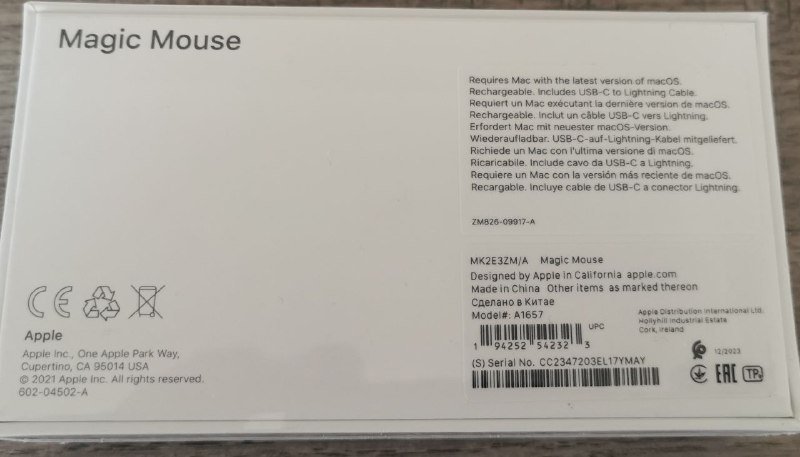 Magic Mouse
Requires Mac with the latest version of macOS.
Rechargeable. Includes USB-C to Lightning Cable.
Requiert un Mac exécutant la dernière version de macOS.
Rechargeable. Inclut un câble USB-C vers Lightning.
Erfordert Mac mit neuester macOS-Version.
Wiederaufladbar. USB-C-auf-Lightning-Kabel mitgeliefert.
Richiede un Mac con l'ultima versione di macOS.
Ricaricabile. Include cavo da USB-C a Lightning.
Requiere un Mac con la versión más reciente de macOS.
Recargable. Incluye cable de USB-C a conector Lightning.
ZM826-09917-A
MK2E3ZM/A Magic Mouse
Designed by Apple in California apple.com
Made in China Other items as marked thereon
Сделано в Китае
Model#: A1657
UPC
1 94252 54232 3
(S) Serial No. CC2347203EL17YMAY
Apple Distribution International Ltd.
Hollyhill Industrial Estate
Cork, Ireland
12/2023
EAC
CE
Apple
Apple Inc., One Apple Park Way,
Cupertino, CA 95014 USA
© 2021 Apple Inc. All rights reserved.
602-04502-A